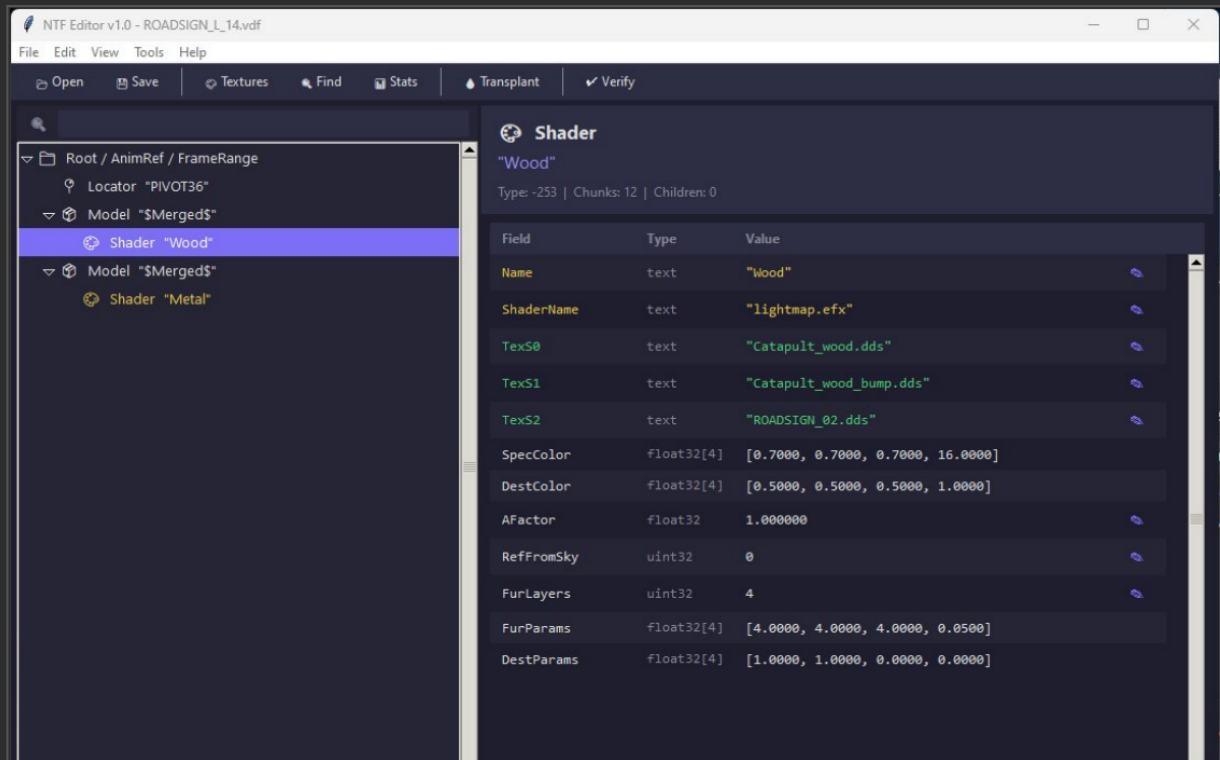 NTF Editor v1.0 - ROADSIGN_L_14.vdf
File Edit View Tools Help
Open Save Textures Find Stats Transplant Verify
Root / AnimRef / FrameRange
Locator "PIVOT36"
Model "$Merged$"
Shader "Wood"
Model "$Merged$"
Shader "Metal"
Shader
"Wood"
Type: -253 | Chunks: 12 | Children: 0
Field Type Value
Name text "Wood"
ShaderName text "lightmap.efx"
TexS0 text "Catapult_wood.dds"
TexS1 text "Catapult_wood_bump.dds"
TexS2 text "ROADSIGN_02.dds"
SpecColor float32[4] [0.7000, 0.7000, 0.7000, 16.0000]
DestColor float32[4] [0.5000, 0.5000, 0.5000, 1.0000]
AFactor float32 1.000000
RefFromSky uint32 0
FurLayers uint32 4
FurParams float32[4] [4.0000, 4.0000, 4.0000, 0.0500]
DestParams float32[4] [1.0000, 1.0000, 0.0000, 0.0000]